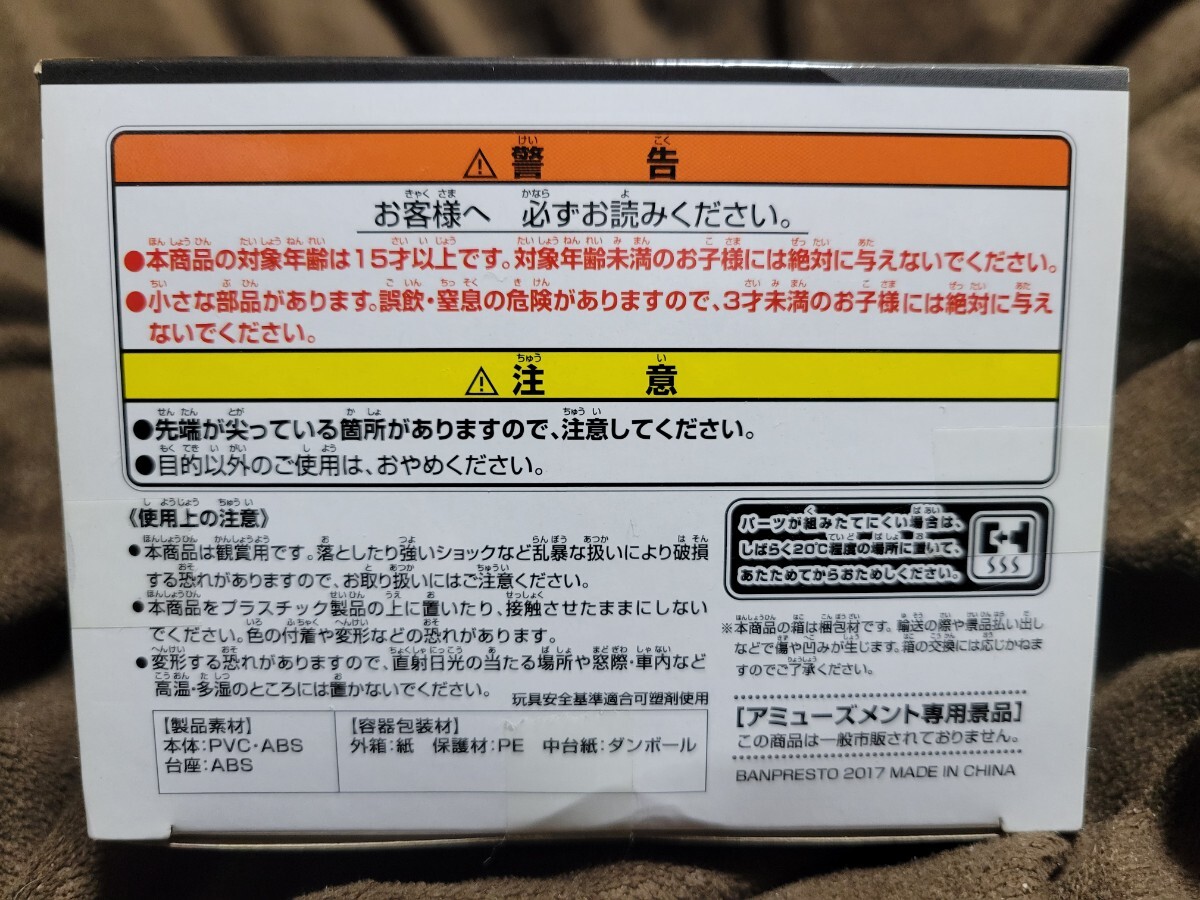 ⚠警告
お客様へ 必ずお読みください。
●本商品の対象年齢は15才以上です。対象年齢未満のお子様には絶対に与えないでください。
●小さな部品があります。誤飲・窒息の危険がありますので、3才未満のお子様には絶対に与え
ないでください。
⚠注意
●先端が尖っている箇所がありますので、注意してください。
●目的以外のご使用は、おやめください。
《使用上の注意》
●本商品は観賞用です。落としたり強いショックなど乱暴な扱いにより破損
する恐れがありますので、お取り扱いにはご注意ください。
●本商品をプラスチック製品の上に置いたり、接触させたままにしない
でください。色の付着や変形などの恐れがあります。
●変形する恐れがありますので、直射日光の当たる場所や窓際・車内など
高温・多湿のところには置かないでください。
玩具安全基準適合可塑剤使用
【製品素材】
本体:PVC・ABS
台座:ABS
【容器包装材】
外箱:紙 保護材:PE 中台紙:ダンボール
パーツが組みたてにくい場合は、
しばらく20℃程度の場所に置いて、
あたためてからおためしください。
※本商品の箱は梱包材です。輸送の際や景品払い出し
などで傷や凹みが生じます。箱の交換には応じかねま
すのでご了承ください。
[アミューズメント専用景品]
この商品は一般市販されておりません。
BANPRESTO 2017 MADE IN CHINA